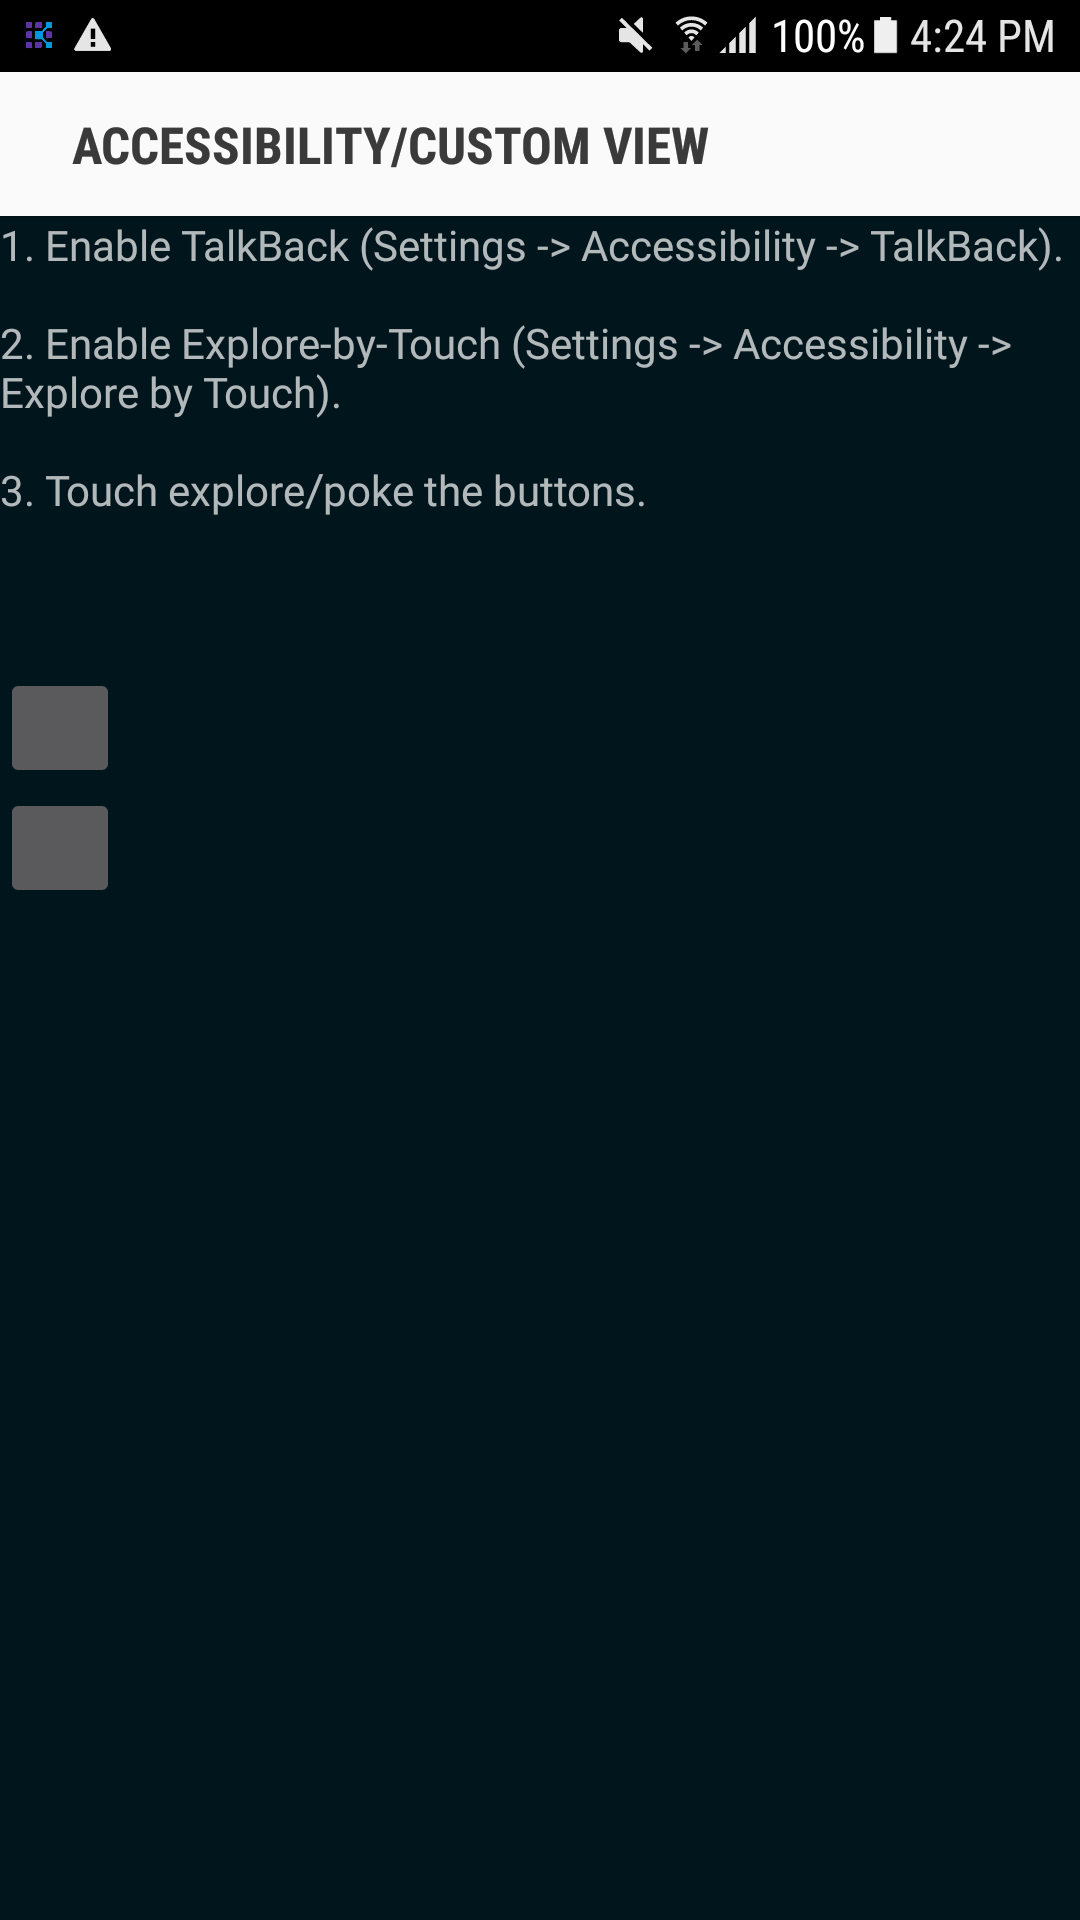 100% 4:24 PM
ACCESSIBILITY/CUSTOM VIEW
1. Enable TalkBack (Settings -> Accessibility -> TalkBack).
2. Enable Explore-by-Touch (Settings -> Accessibility ->
Explore by Touch).
3. Touch explore/poke the buttons.